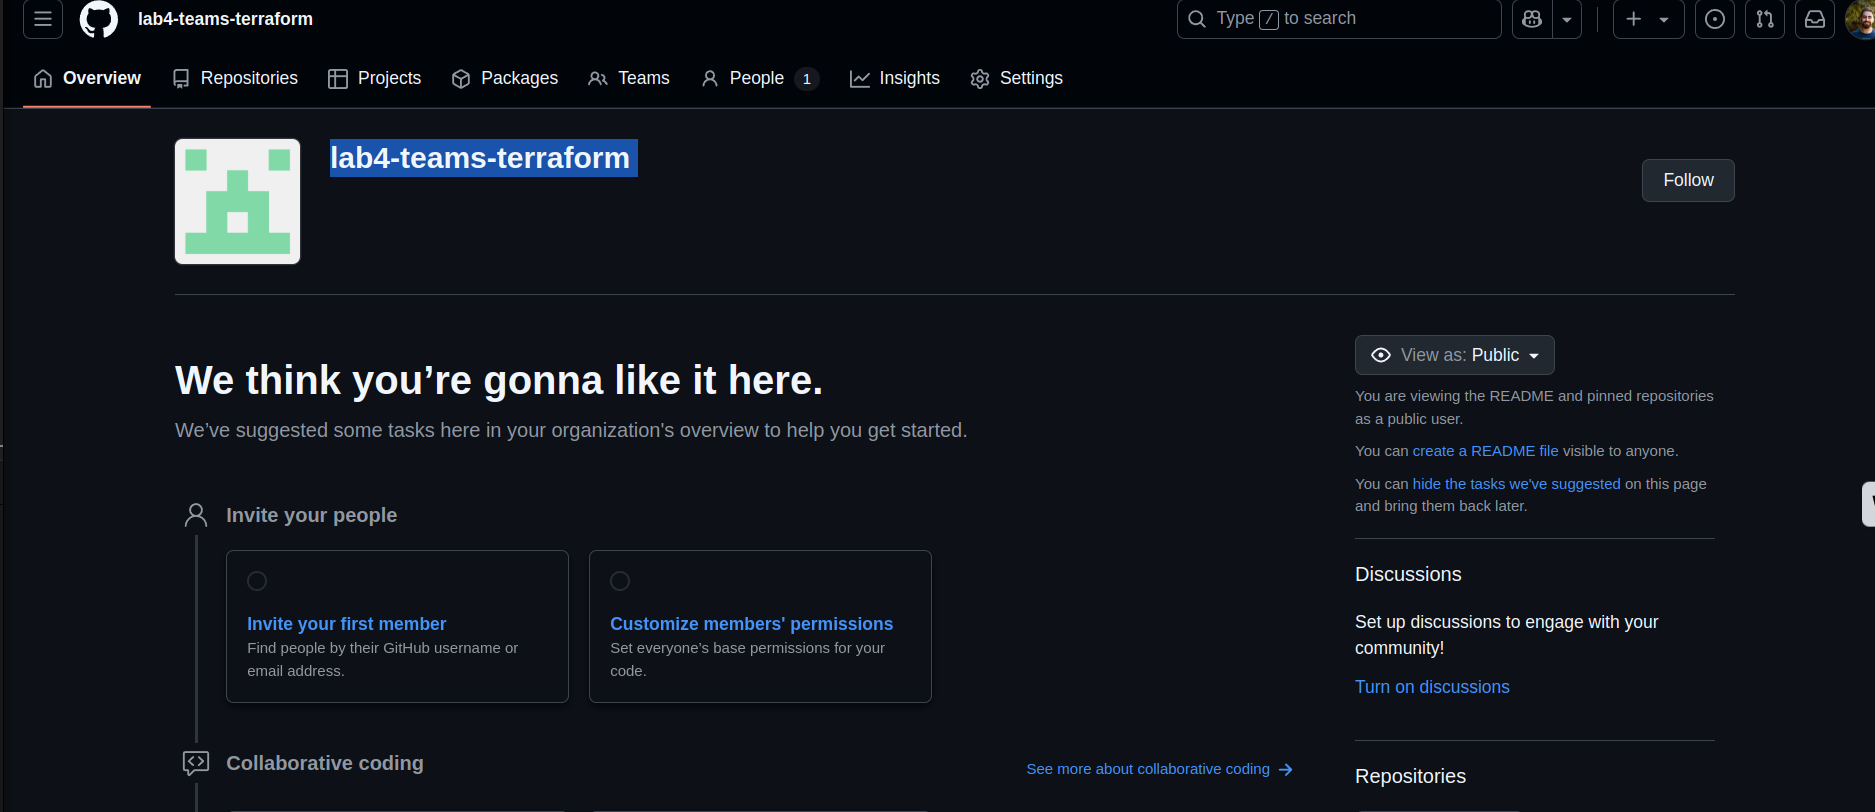 lab4-teams-terraform
Type / to search
Overview
Repositories
Projects
Packages
Teams
People 1
Insights
Settings
lab4-teams-terraform
Follow
We think you’re gonna like it here.
We’ve suggested some tasks here in your organization's overview to help you get started.
Invite your people
Invite your first member
Find people by their GitHub username or
email address.
Customize members' permissions
Set everyone's base permissions for your
code.
Collaborative coding
See more about collaborative coding
View as: Public
You are viewing the README and pinned repositories
as a public user.
You can create a README file visible to anyone.
You can hide the tasks we've suggested on this page
and bring them back later.
Discussions
Set up discussions to engage with your
community!
Turn on discussions
Repositories